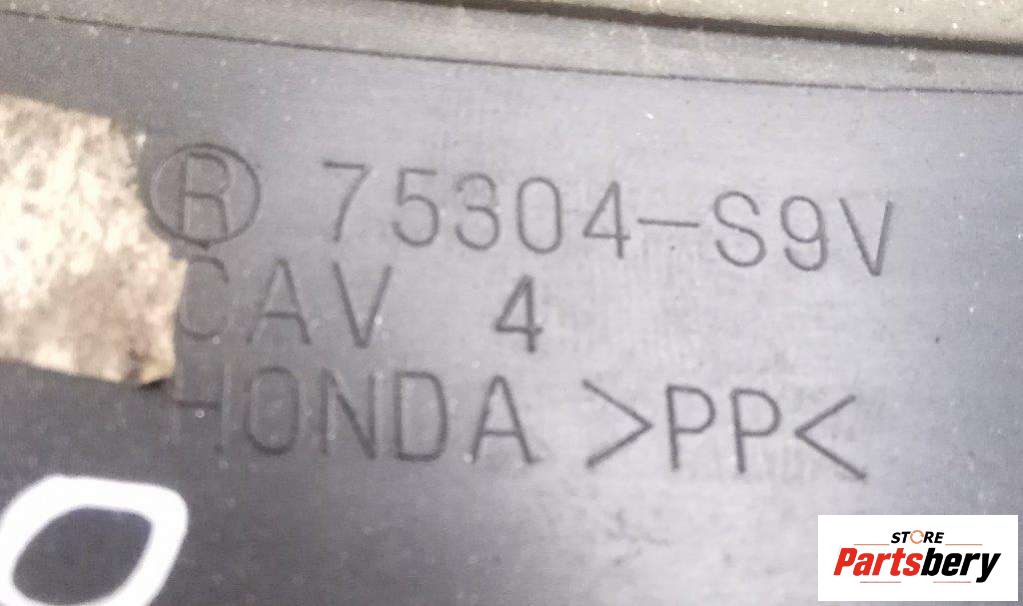 Ⓡ 75304-S9V
CAV 4
HONDA >PP<
STORE
Partsbery